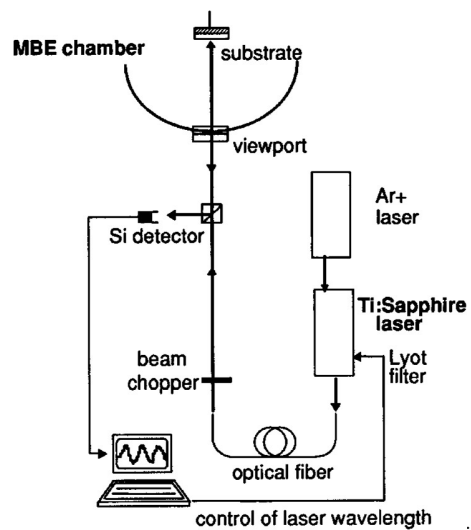 MBE chamber
substrate
viewport
Si detector
Ar+
laser
Ti:Sapphire
laser
Lyot
filter
beam
chopper
optical fiber
control of laser wavelength